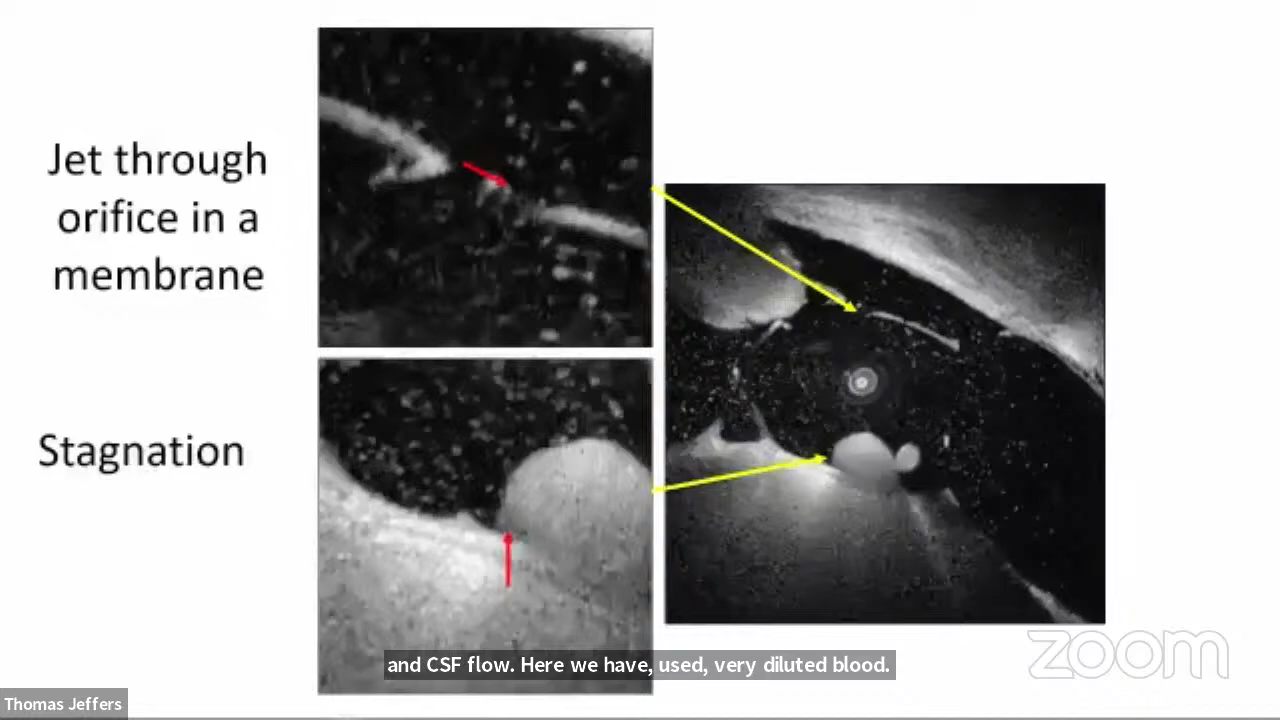 Jet through
orifice in a
membrane
Stagnation
and CSF flow. Here we have, used, very diluted blood.
zoom
Thomas Jeffers